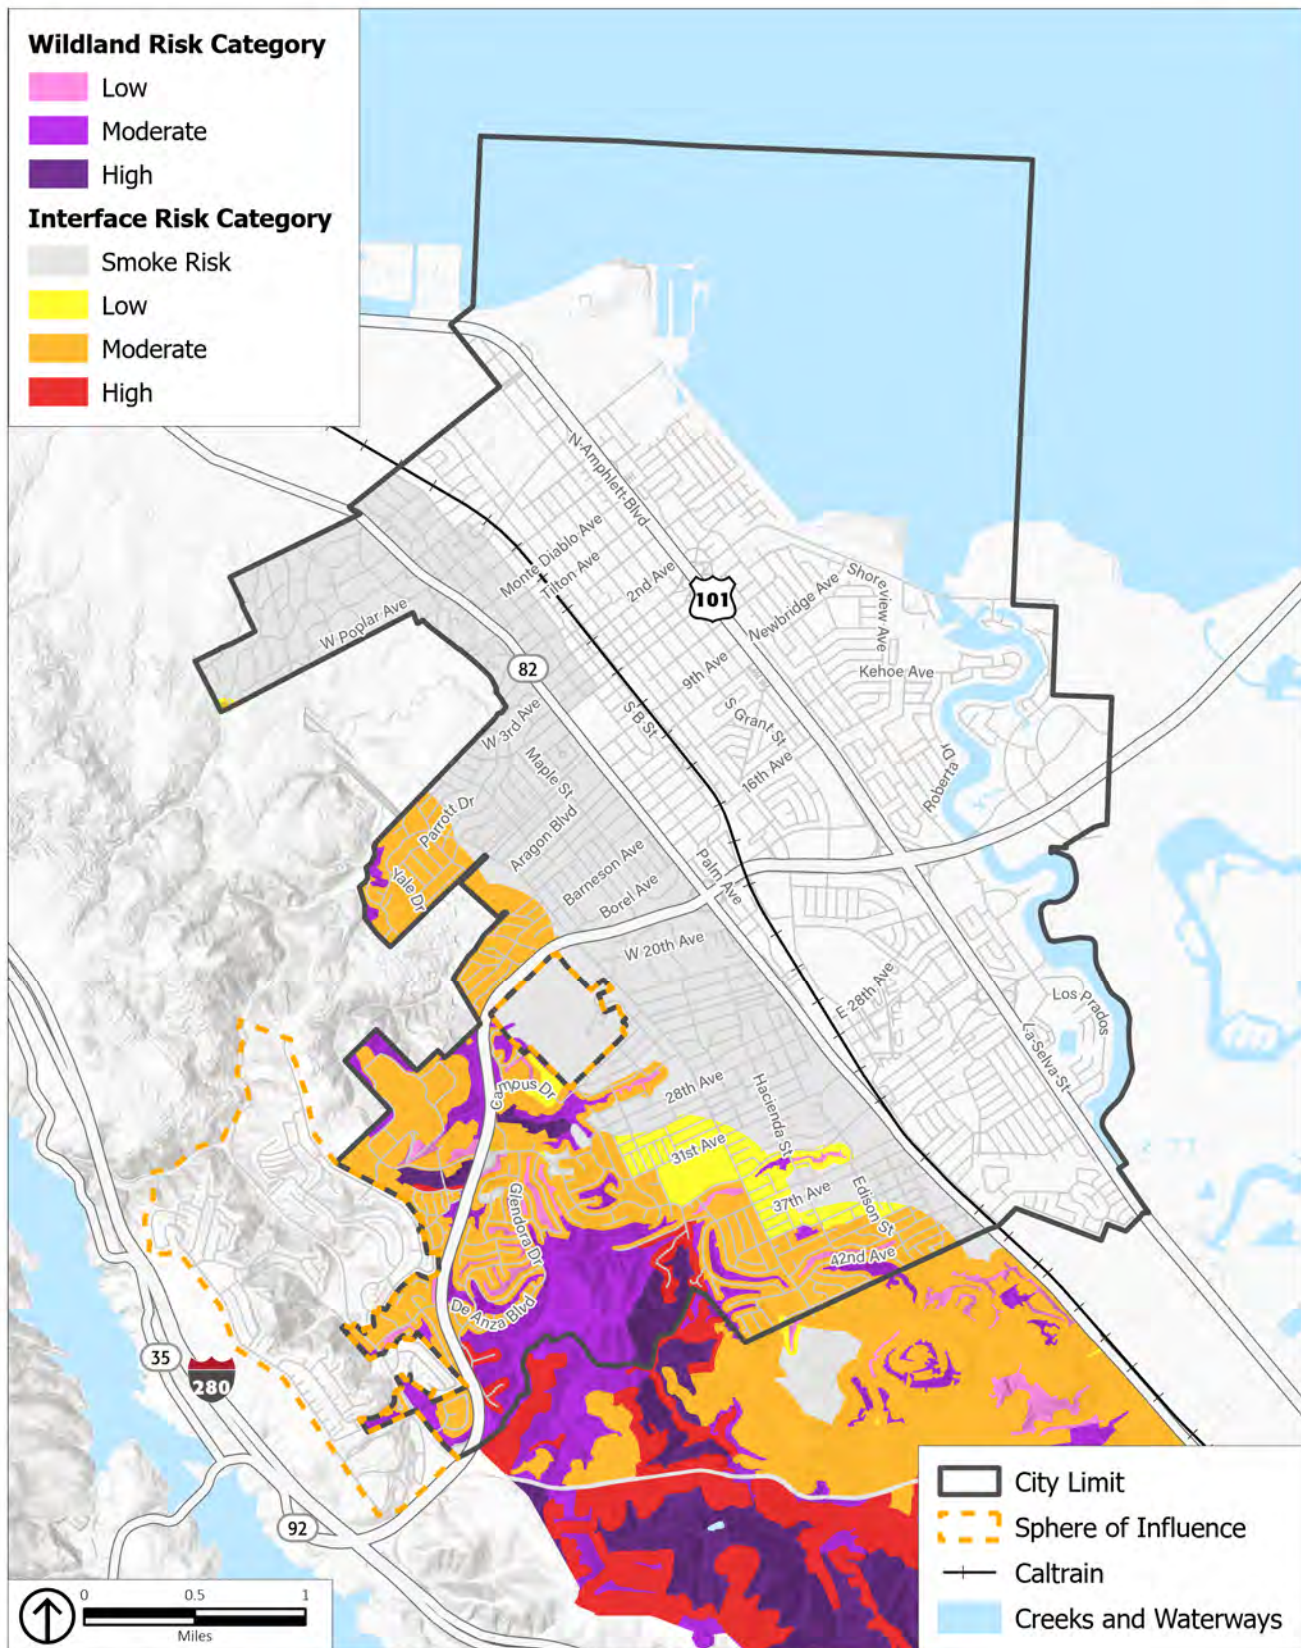 Wildland Risk Category
Low
Moderate
High
Interface Risk Category
Smoke Risk
Low
Moderate
High
N Amphlett Blvd
Monte Diablo Ave
Tilton Ave
2nd Ave
101
Newbridge Ave
Shoreview Ave
W Poplar Ave
82
9th Ave
Kehoe Ave
W 3rd Ave
S B St
S Grant St
Maple St
16th Ave
Roberta Dr
Parrott Dr
Aragon Blvd
Yale Dr
Barneson Ave
Palm Ave
Borel Ave
W 20th Ave
E 28th Ave
Los Prados
La Selva St
Campus Dr
28th Ave
Hacienda St
31st Ave
37th Ave
Edison St
Glendora Dr
42nd Ave
De Anza Blvd
35
280
92
City Limit
Sphere of Influence
Caltrain
Creeks and Waterways
0 0.5 1
Miles